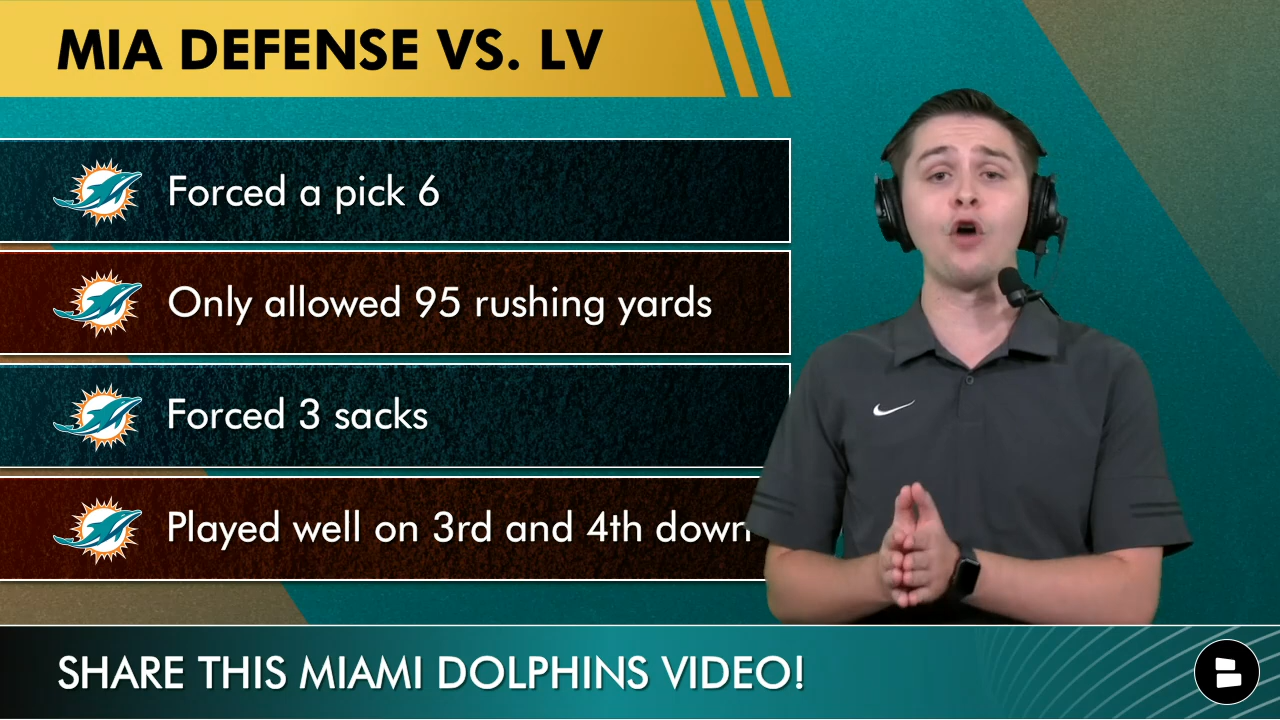 MIA DEFENSE VS. LV
Forced a pick 6
Only allowed 95 rushing yards
Forced 3 sacks
Played well on 3rd and 4th down
SHARE THIS MIAMI DOLPHINS VIDEO!